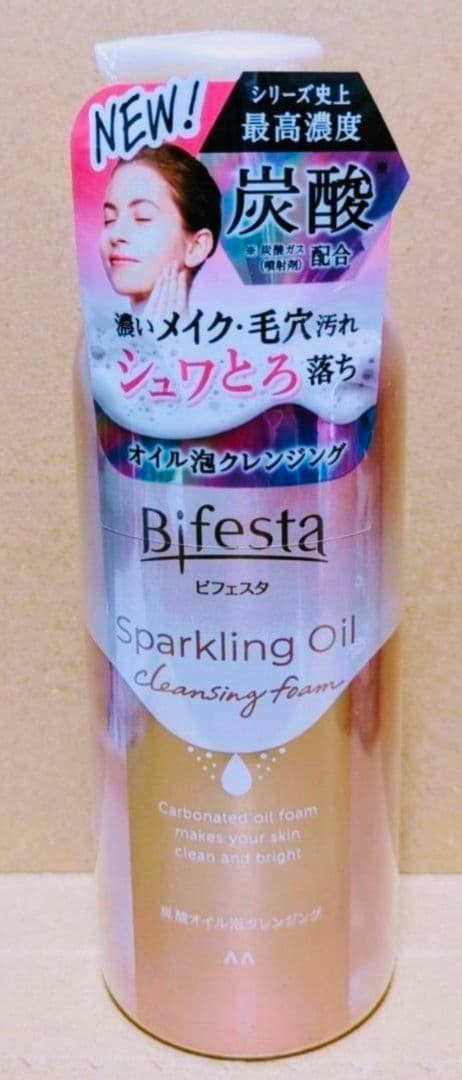 NEW!
シリーズ史上
最高濃度
炭酸※
※炭酸ガス(噴射剤)配合
濃いメイク・毛穴汚れ
シュワとろ落ち
オイル泡クレンジング
Bifesta
ビフェスタ
Sparkling Oil
cleansing foam
Carbonated oil foam
makes your skin
clean and bright
炭酸オイル泡クレンジング